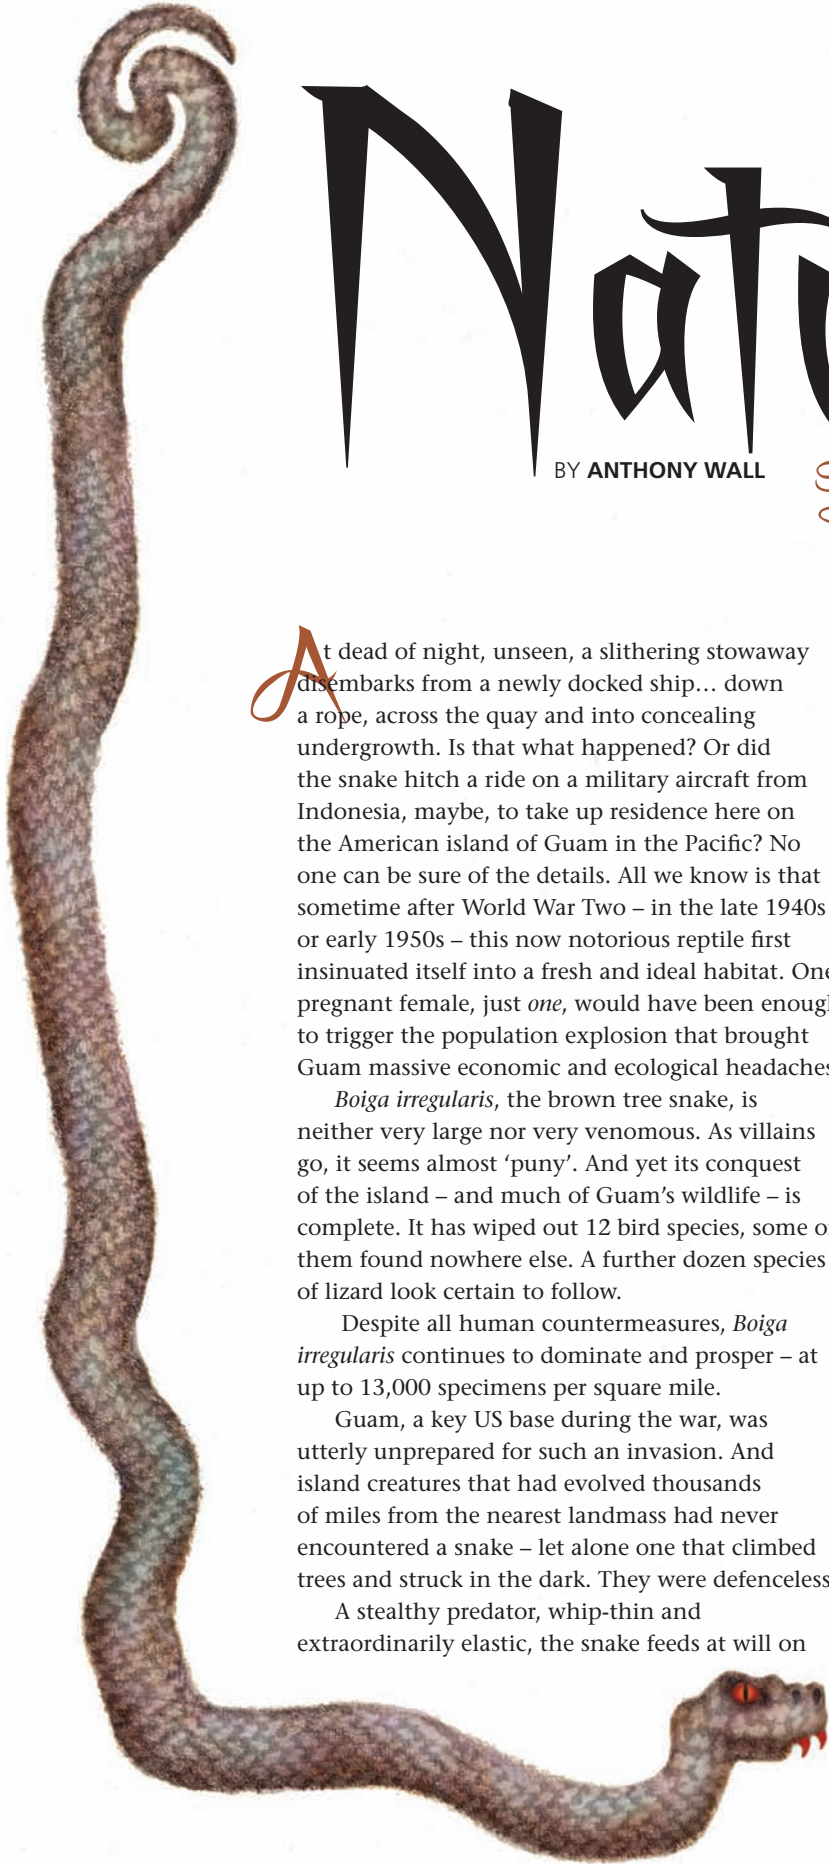 Natu
BY ANTHONY WALL
At dead of night, unseen, a slithering stowaway
disembarks from a newly docked ship… down
a rope, across the quay and into concealing
undergrowth. Is that what happened? Or did
the snake hitch a ride on a military aircraft from
Indonesia, maybe, to take up residence here on
the American island of Guam in the Pacific? No
one can be sure of the details. All we know is that
sometime after World War Two – in the late 1940s
or early 1950s – this now notorious reptile first
insinuated itself into a fresh and ideal habitat. One
pregnant female, just one, would have been enough
to trigger the population explosion that brought
Guam massive economic and ecological headaches
Boiga irregularis, the brown tree snake, is
neither very large nor very venomous. As villains
go, it seems almost ‘puny’. And yet its conquest
of the island – and much of Guam’s wildlife – is
complete. It has wiped out 12 bird species, some of
them found nowhere else. A further dozen species
of lizard look certain to follow.
Despite all human countermeasures, Boiga
irregularis continues to dominate and prosper – at
up to 13,000 specimens per square mile.
Guam, a key US base during the war, was
utterly unprepared for such an invasion. And
island creatures that had evolved thousands
of miles from the nearest landmass had never
encountered a snake – let alone one that climbed
trees and struck in the dark. They were defenceless
A stealthy predator, whip-thin and
extraordinarily elastic, the snake feeds at will on